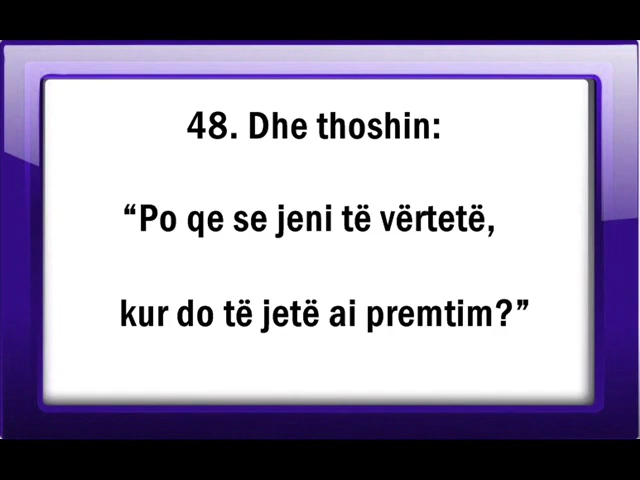 48. Dhe thoshin:
“Po qe se jeni të vërtetë,
kur do të jetë ai premtim?”